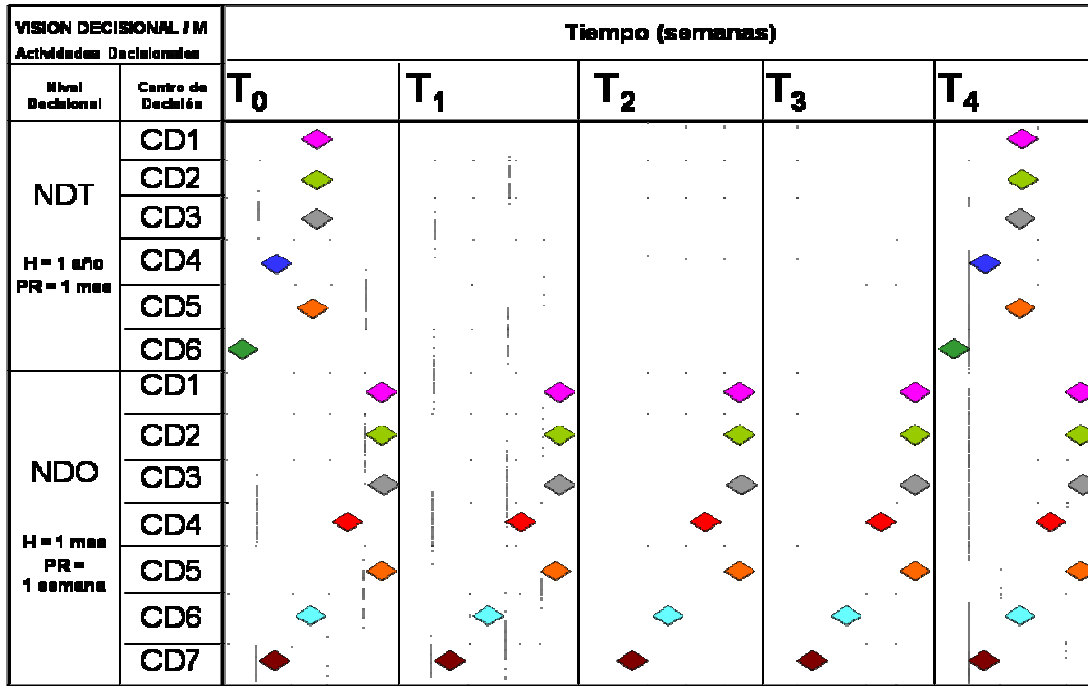 VISION DECISIONAL / M
Actividades Decisionales
Tiempo (semanas)
Nivel
Decisional
Centro de
Decisión
T0
T1
T2
T3
T4
NDT
H = 1 año
PR = 1 mes
CD1
CD2
CD3
CD4
CD5
CD6
NDO
H = 1 mes
PR =
1 semana
CD1
CD2
CD3
CD4
CD5
CD6
CD7